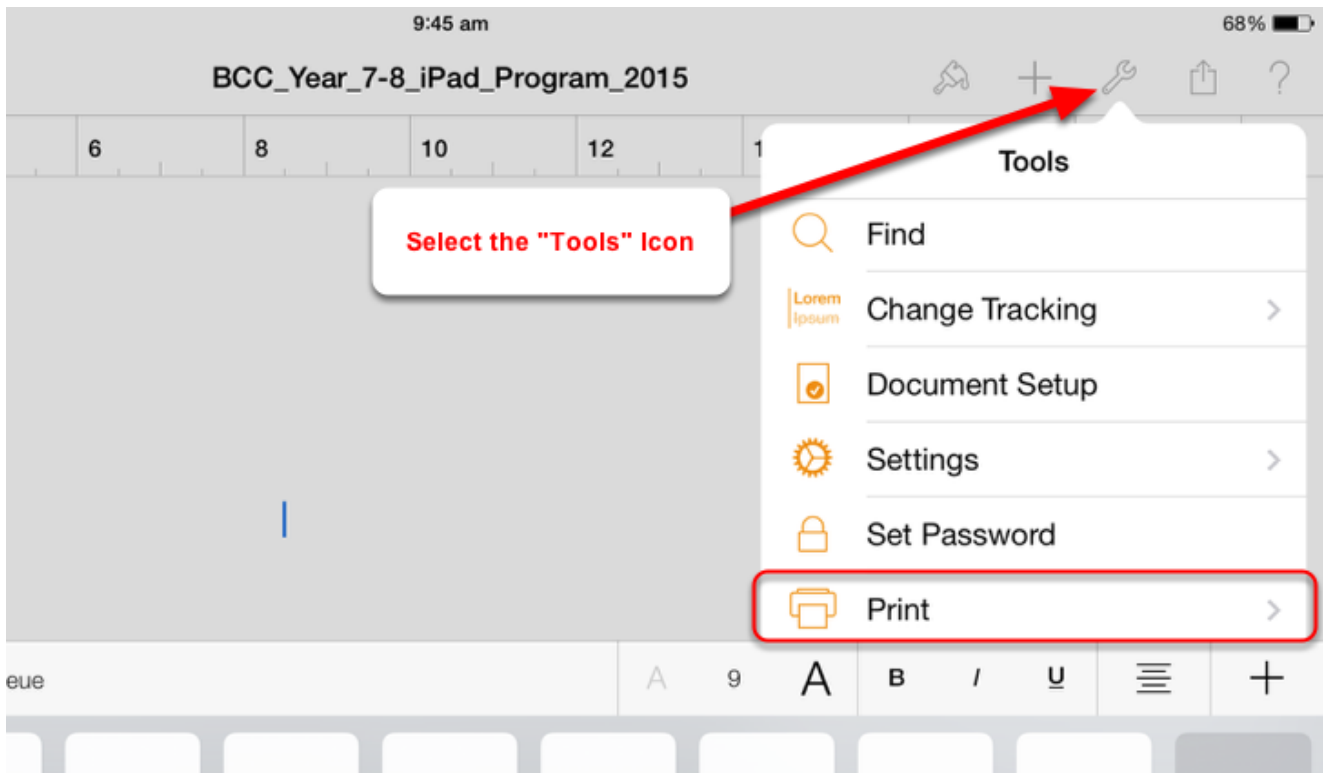 9:45 am 68%
BCC_Year_7-8_iPad_Program_2015 ?
6 8 10 12 1
Tools
Select the "Tools" Icon
Find
Lorem
Ipsum
Change Tracking
Document Setup
Settings
Set Password
Print
eue A 9 A B I U